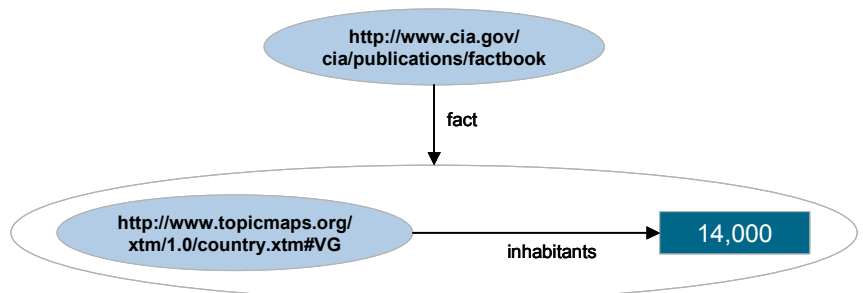 http://www.cia.gov/
cia/publications/factbook
fact
http://www.topicmaps.org/
xtm/1.0/country.xtm#VG
inhabitants
14,000